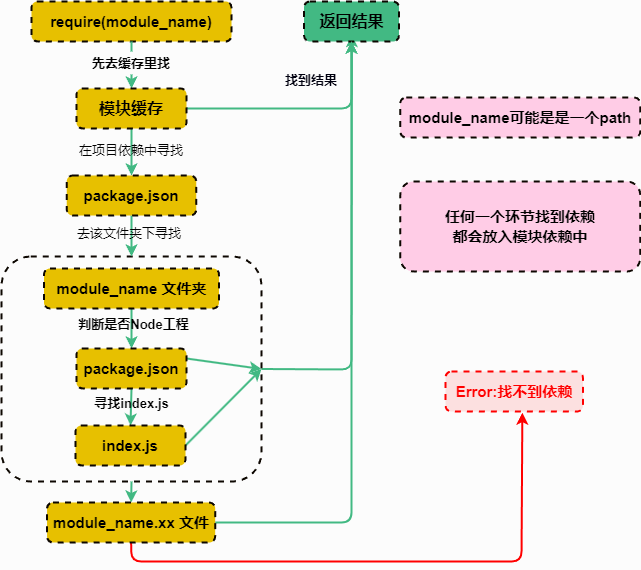 require(module_name)
返回结果
先去缓存里找
找到结果
模块缓存
module_name可能是是一个path
在项目依赖中寻找
package.json
任何一个环节找到依赖
都会放入模块依赖中
去该文件夹下寻找
module_name 文件夹
判断是否Node工程
package.json
Error:找不到依赖
寻找index.js
index.js
module_name.xx 文件